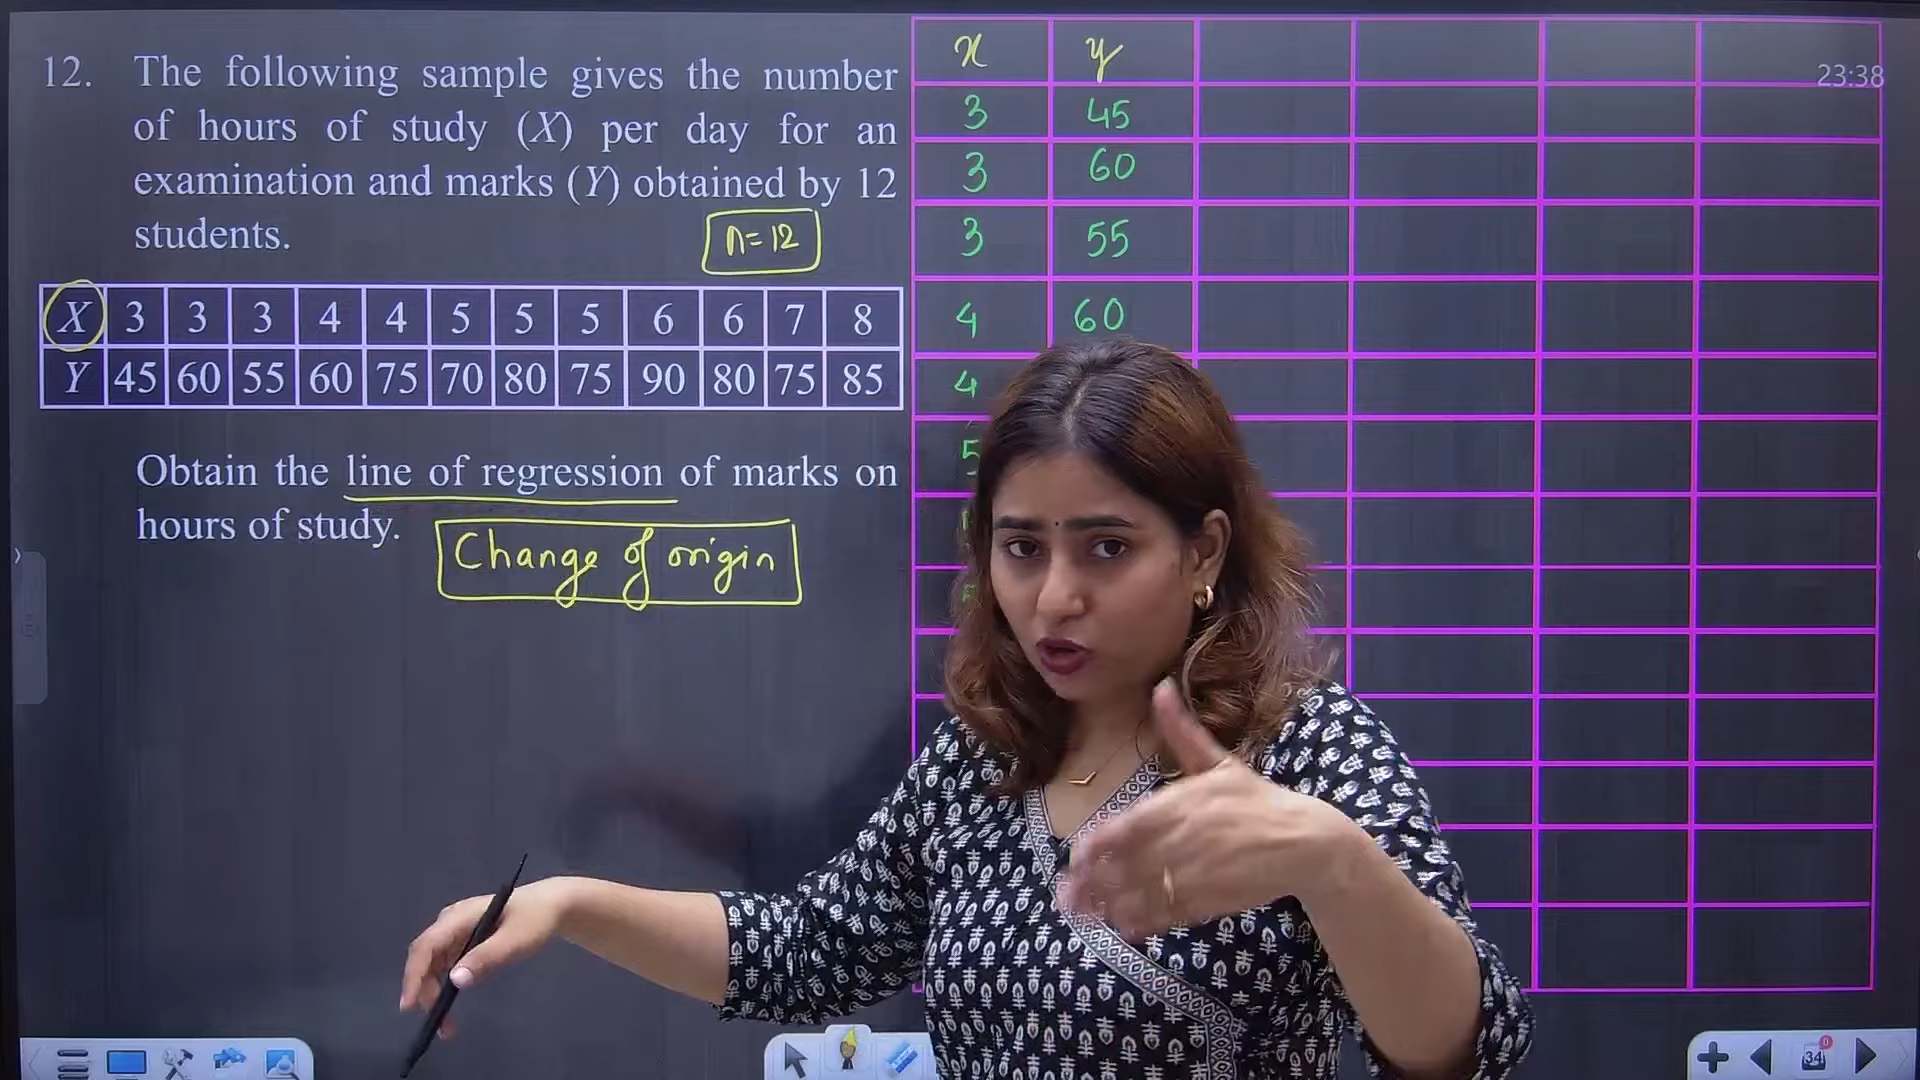 12. The following sample gives the number
of hours of study (X) per day for an
examination and marks (Y) obtained by 12
students.
n=12
X 3 3 3 4 4 5 5 5 6 6 7 8
Y 45 60 55 60 75 70 80 75 90 80 75 85
Obtain the line of regression of marks on
hours of study.
Change of origin
x y
23:38
3 45
3 60
3 55
4 60
4
5
34
0